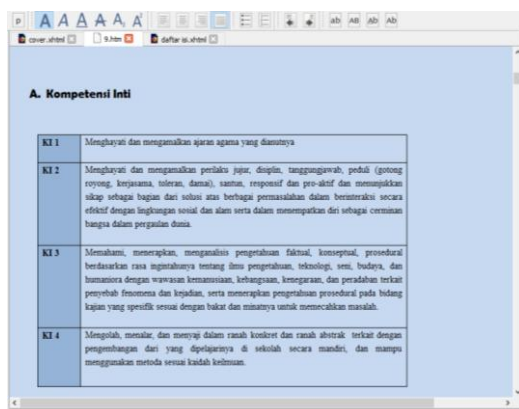 p A A A A A A ab AB Ab Ab
cover.xhtml 9.htm daftar isi.xhtml
A. Kompetensi Inti
KI 1 Menghayati dan mengamalkan ajaran agama yang dianutnya
KI 2 Menghayati dan mengamalkan perilaku jujur, disiplin, tanggungjawab, peduli (gotong
royong, kerjasama, toleran, damai), santun, responsif dan pro-aktif dan menunjukkan
sikap sebagai bagian dari solusi atas berbagai permasalahan dalam berinteraksi secara
efektif dengan lingkungan sosial dan alam serta dalam menempatkan diri sebagai cerminan
bangsa dalam pergaulan dunia.
KI 3 Memahami, menerapkan, menganalisis pengetahuan faktual, konseptual, prosedural
berdasarkan rasa ingintahunya tentang ilmu pengetahuan, teknologi, seni, budaya, dan
humaniora dengan wawasan kemanusiaan, kebangsaan, kenegaraan, dan peradaban terkait
penyebab fenomena dan kejadian, serta menerapkan pengetahuan prosedural pada bidang
kajian yang spesifik sesuai dengan bakat dan minatnya untuk memecahkan masalah.
KI 4 Mengolah, menalar, dan menyaji dalam ranah konkret dan ranah abstrak terkait dengan
pengembangan dari yang dipelajarinya di sekolah secara mandiri, dan mampu
menggunakan metoda sesuai kaidah keilmuan.